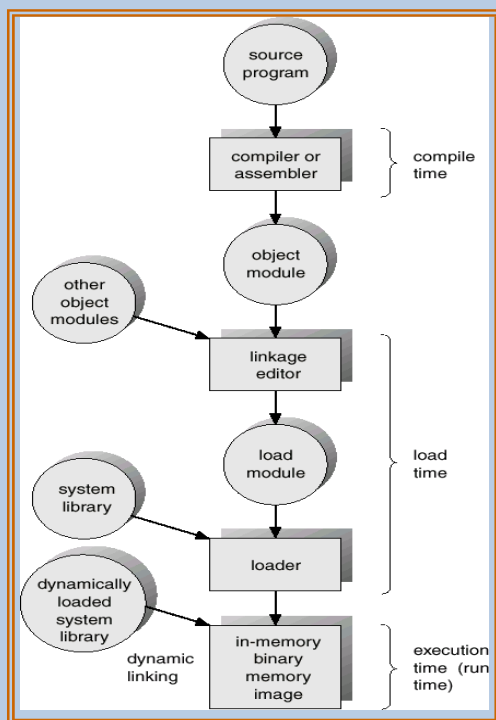 source
program
compiler or
assembler
compile
time
object
module
other
object
modules
linkage
editor
load
module
load
time
system
library
loader
dynamically
loaded
system
library
dynamic
linking
in-memory
binary
memory
image
execution
time (run
time)